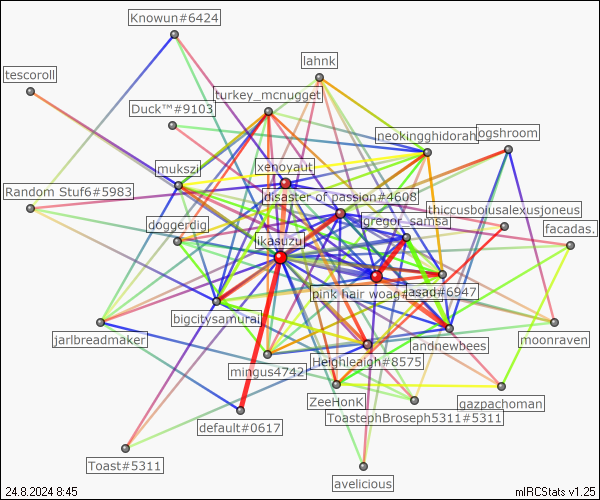 Knowun#6424
lahnk
tescoroll
turkey_mcnugget
Duck™#9103
neokingghidorah
ogshroom
mukszi
xenoyaut
Random Stuf6#5983
disaster of passion#4608
thiccusboiusalexusjoneus
gregor_samsa
doggerdig
ikasuzui
facadas.
pink hair woag#
asad#6947
bigcitysamurai
jarlbreadmaker
andnewbees
moonraven
Heighleaigh#8575
mingus4742
ZeeHonK
gazpachoman
ToastephBroseph5311#5311
default#0617
Toast#5311
avelicious
24.8.2024 8:45
mIRCStats v1.25